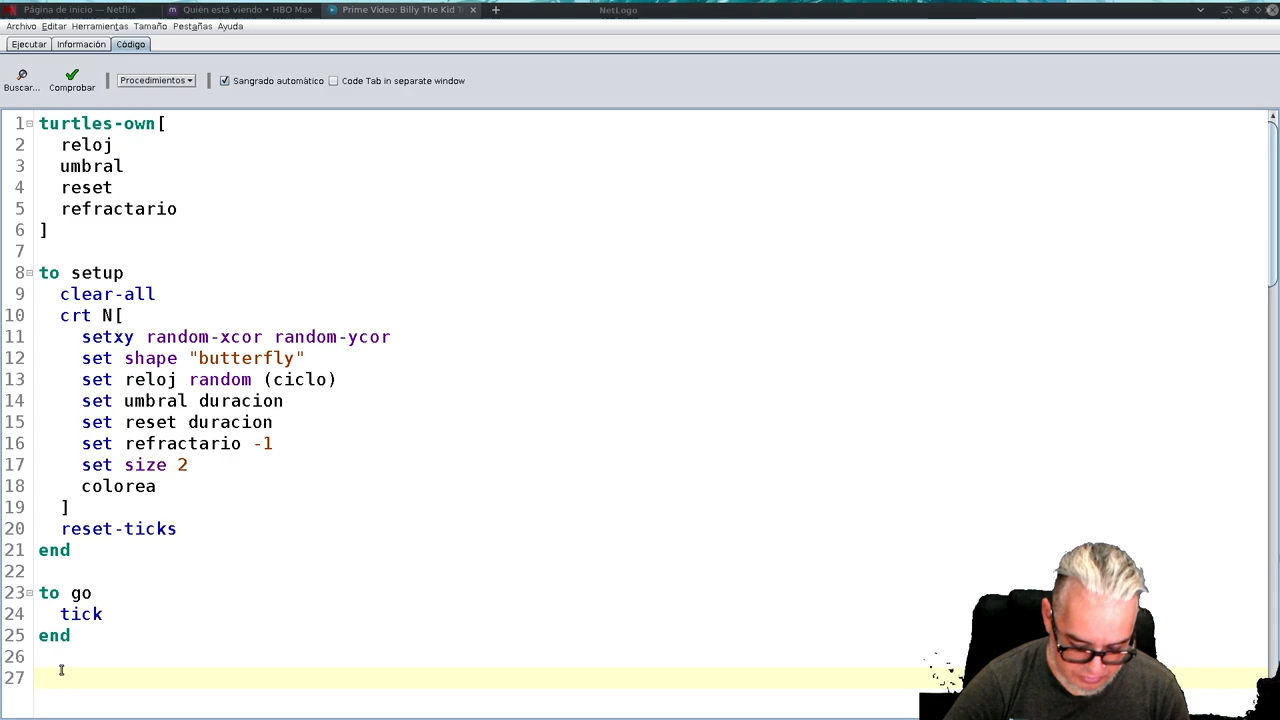 Página de inicio — Netflix
Quién está viendo • HBO Max
Prime Video: Billy The Kid T
NetLogo
Archivo Editar Herramientas Tamaño Pestañas Ayuda
Ejecutar Información Código
Buscar... Comprobar Procedimientos Sangrado automático Code Tab in separate window
1 turtles-own[
2 reloj
3 umbral
4 reset
5 refractario
6 ]
7
8 to setup
9 clear-all
10 crt N[
11 setxy random-xcor random-ycor
12 set shape "butterfly"
13 set reloj random (ciclo)
14 set umbral duracion
15 set reset duracion
16 set refractario -1
17 set size 2
18 colorea
19 ]
20 reset-ticks
21 end
22
23 to go
24 tick
25 end
26
27